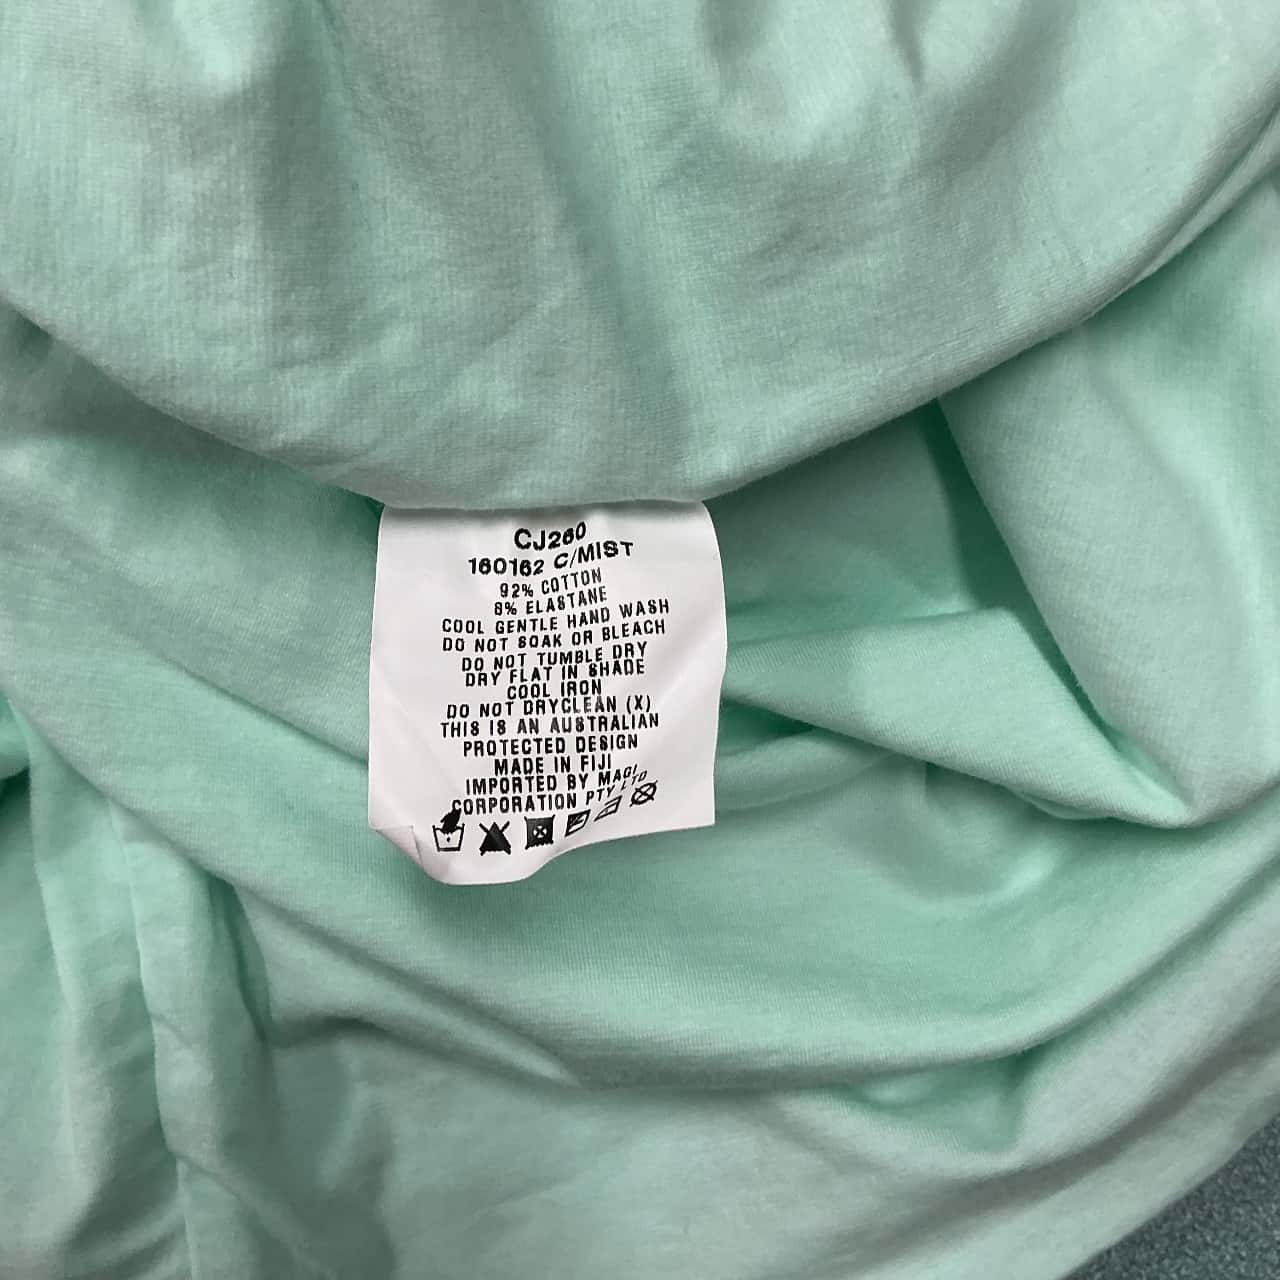 CJ260
160162 C/MIST
92% COTTON
8% ELASTANE
COOL GENTLE HAND WASH
DO NOT SOAK OR BLEACH
DO NOT TUMBLE DRY
DRY FLAT IN SHADE
COOL IRON
DO NOT DRYCLEAN (X)
THIS IS AN AUSTRALIAN
PROTECTED DESIGN
MADE IN FIJI
IMPORTED BY MAGI
CORPORATION PTY LTD